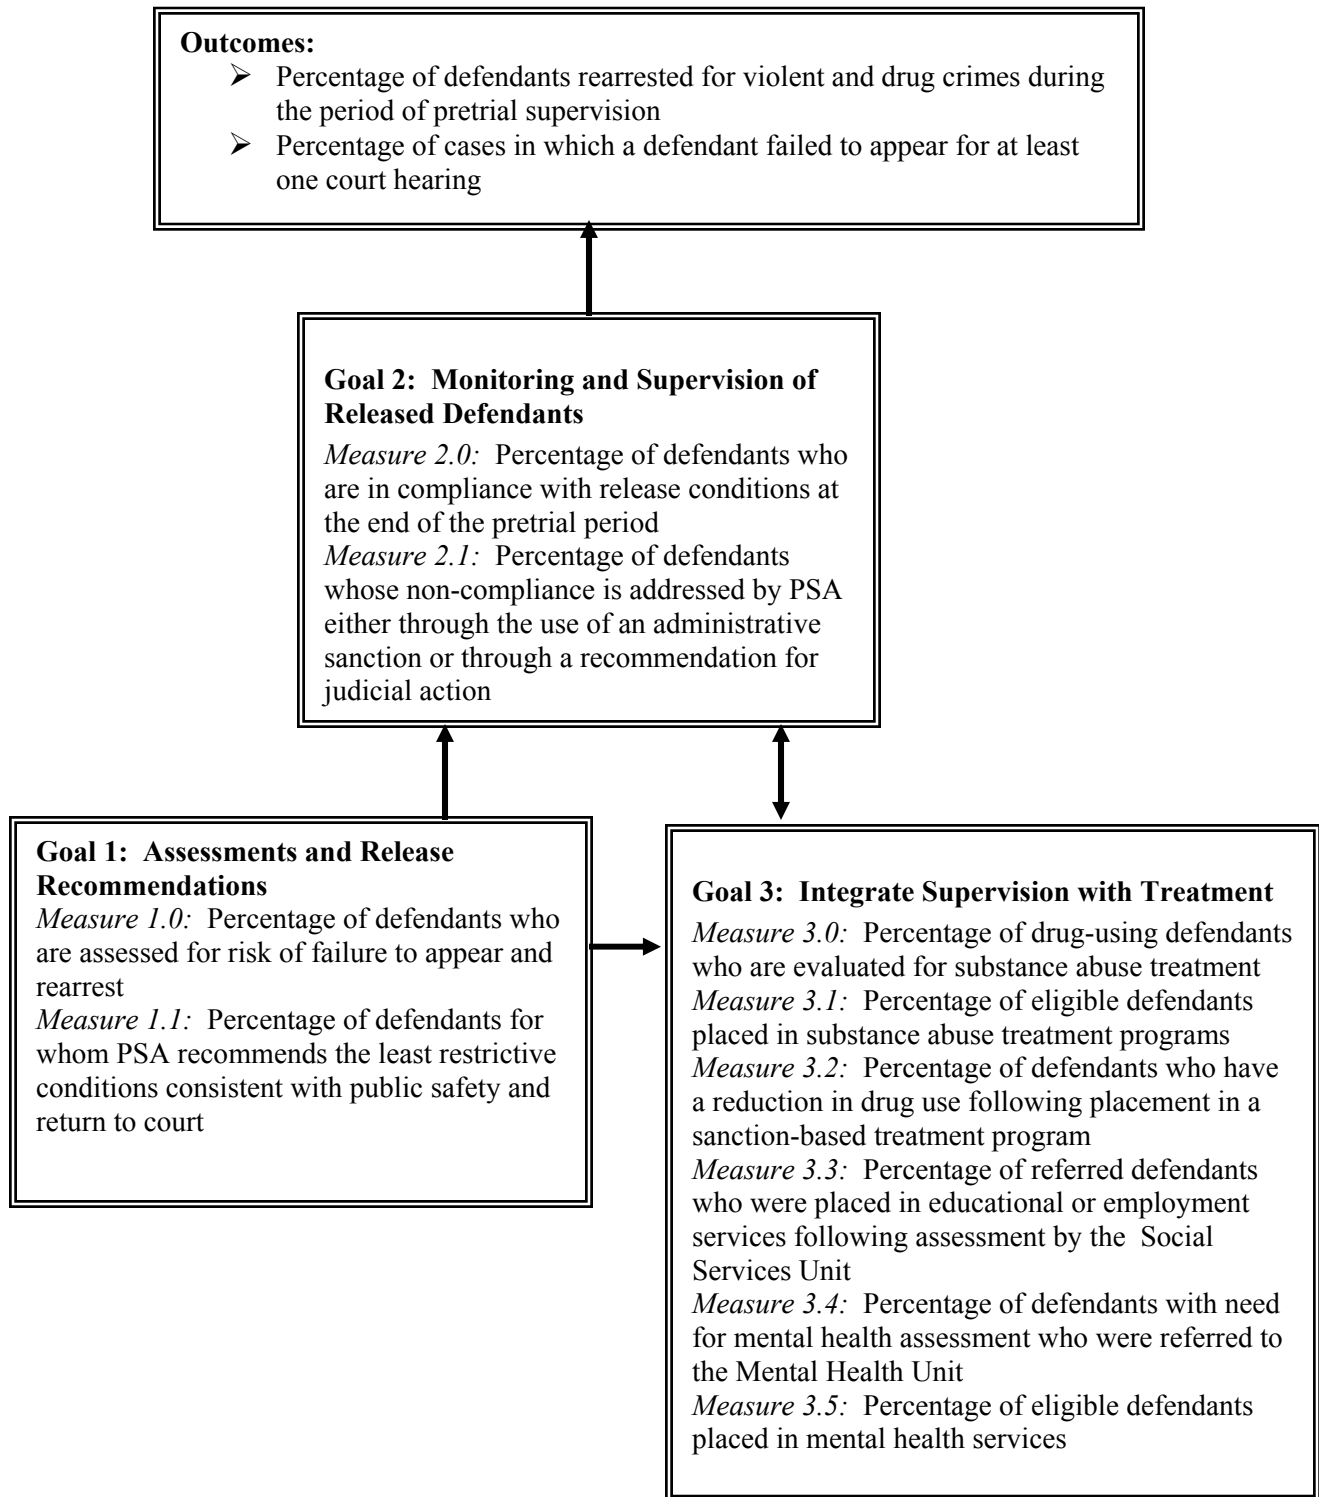 Outcomes:
➢ Percentage of defendants rearrested for violent and drug crimes during
the period of pretrial supervision
➢ Percentage of cases in which a defendant failed to appear for at least
one court hearing
Goal 2: Monitoring and Supervision of
Released Defendants
Measure 2.0: Percentage of defendants who
are in compliance with release conditions at
the end of the pretrial period
Measure 2.1: Percentage of defendants
whose non-compliance is addressed by PSA
either through the use of an administrative
sanction or through a recommendation for
judicial action
Goal 1: Assessments and Release
Recommendations
Measure 1.0: Percentage of defendants who
are assessed for risk of failure to appear and
rearrest
Measure 1.1: Percentage of defendants for
whom PSA recommends the least restrictive
conditions consistent with public safety and
return to court
Goal 3: Integrate Supervision with Treatment
Measure 3.0: Percentage of drug-using defendants
who are evaluated for substance abuse treatment
Measure 3.1: Percentage of eligible defendants
placed in substance abuse treatment programs
Measure 3.2: Percentage of defendants who have
a reduction in drug use following placement in a
sanction-based treatment program
Measure 3.3: Percentage of referred defendants
who were placed in educational or employment
services following assessment by the Social
Services Unit
Measure 3.4: Percentage of defendants with need
for mental health assessment who were referred to
the Mental Health Unit
Measure 3.5: Percentage of eligible defendants
placed in mental health services